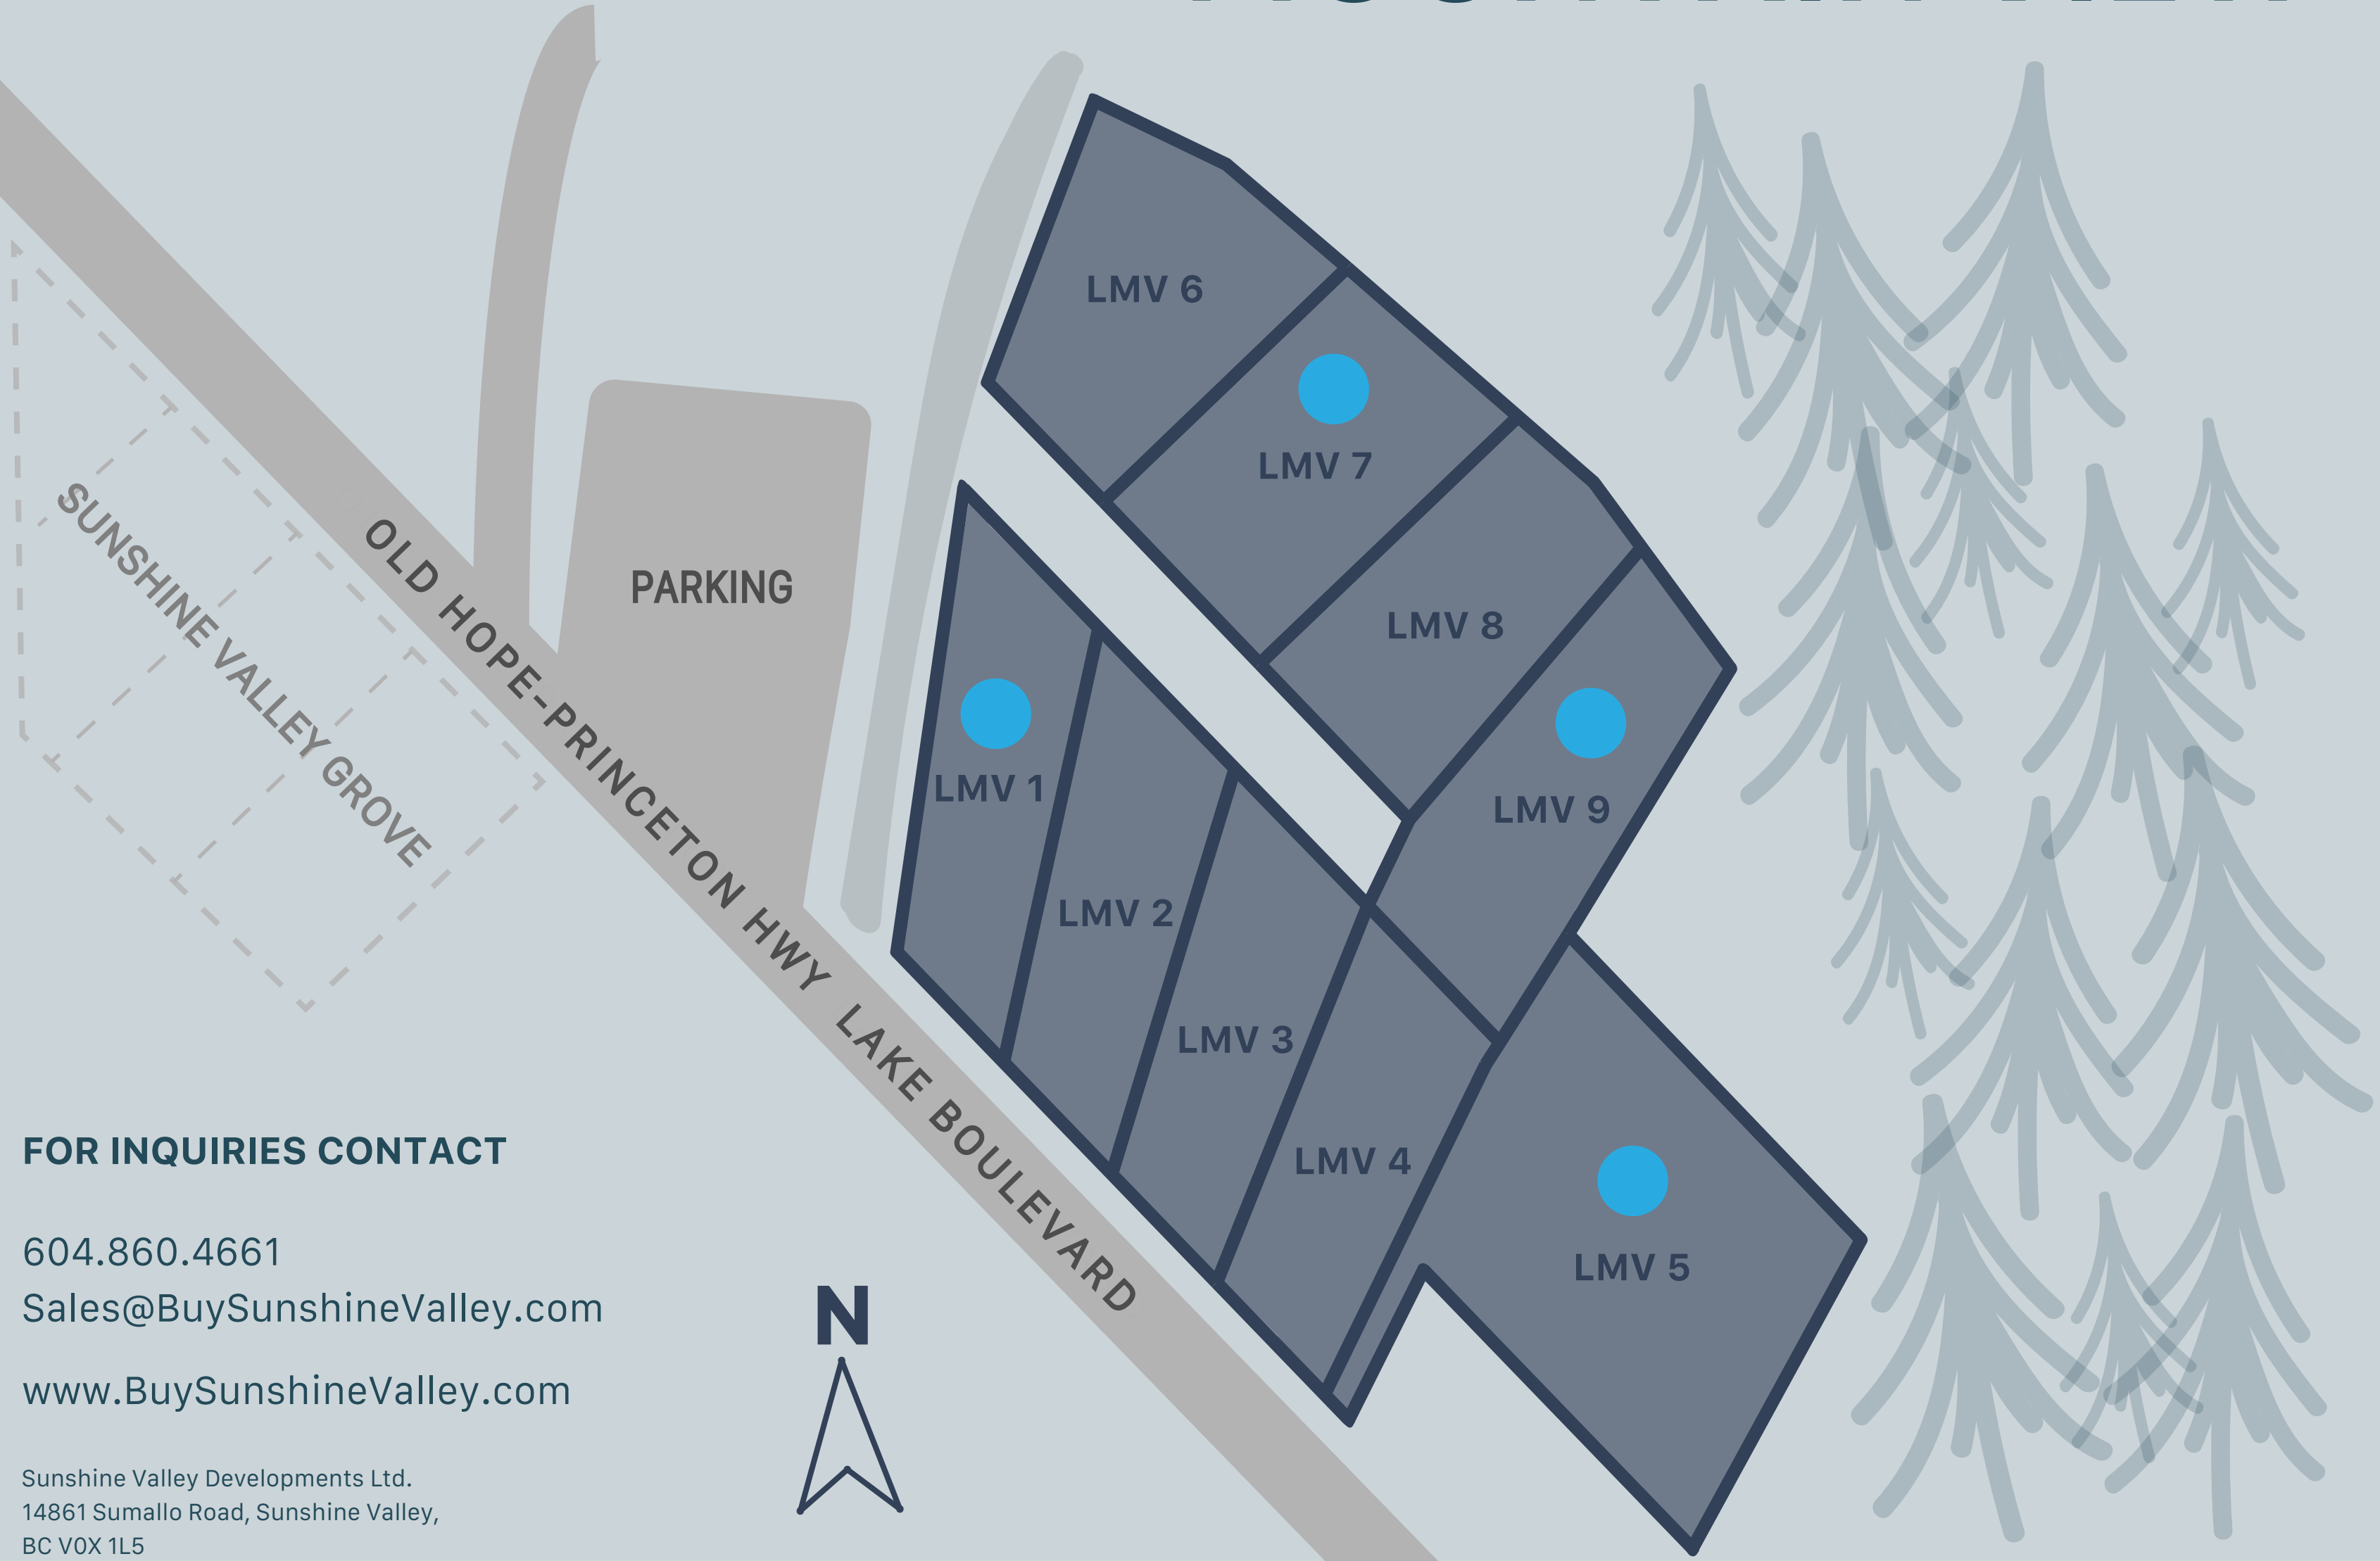 LMV 6
LMV 7
PARKING
LMV 8
SUNSHINE VALLEY GROVE
OLD HOPE-PRINCETON HWY
LMV 1
LMV 9
LMV 2
LMV 3
LAKE BOULEVARD
LMV 4
LMV 5
N
FOR INQUIRIES CONTACT
604.860.4661
Sales@BuySunshineValley.com
www.BuySunshineValley.com
Sunshine Valley Developments Ltd.
14861 Sumallo Road, Sunshine Valley,
BC V0X 1L5